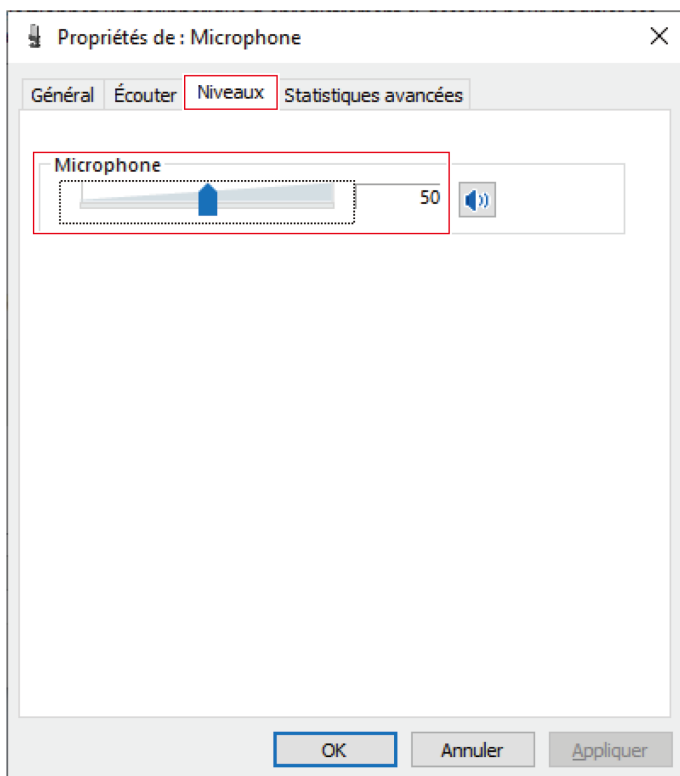 Propriétés de : Microphone
Général Écouter Niveaux Statistiques avancées
Microphone
50
OK Annuler Appliquer